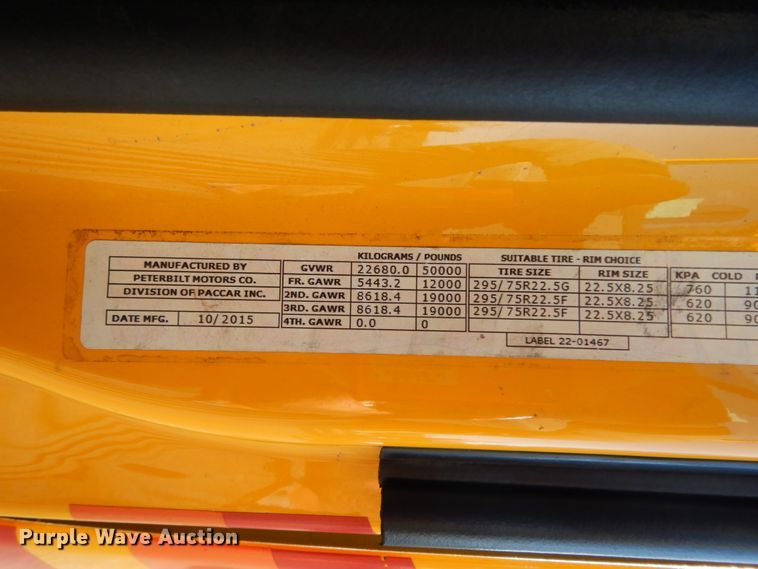 KILOGRAMS / POUNDS SUITABLE TIRE - RIM CHOICE
MANUFACTURED BY
PETERBILT MOTORS CO.
DIVISION OF PACCAR INC.
DATE MFG. 10/2015
TIRE SIZE RIM SIZE KPA COLD
GVWR 22680.0 50000
FR. GAWR 5443.2 12000 295/75R22.5G 22.5X8.25 760
2ND. GAWR 8618.4 19000 295/75R22.5F 22.5X8.25 620
3RD. GAWR 8618.4 19000 295/75R22.5F 22.5X8.25 620
4TH. GAWR 0.0 0
LABEL 22-01467
Purple Wave Auction